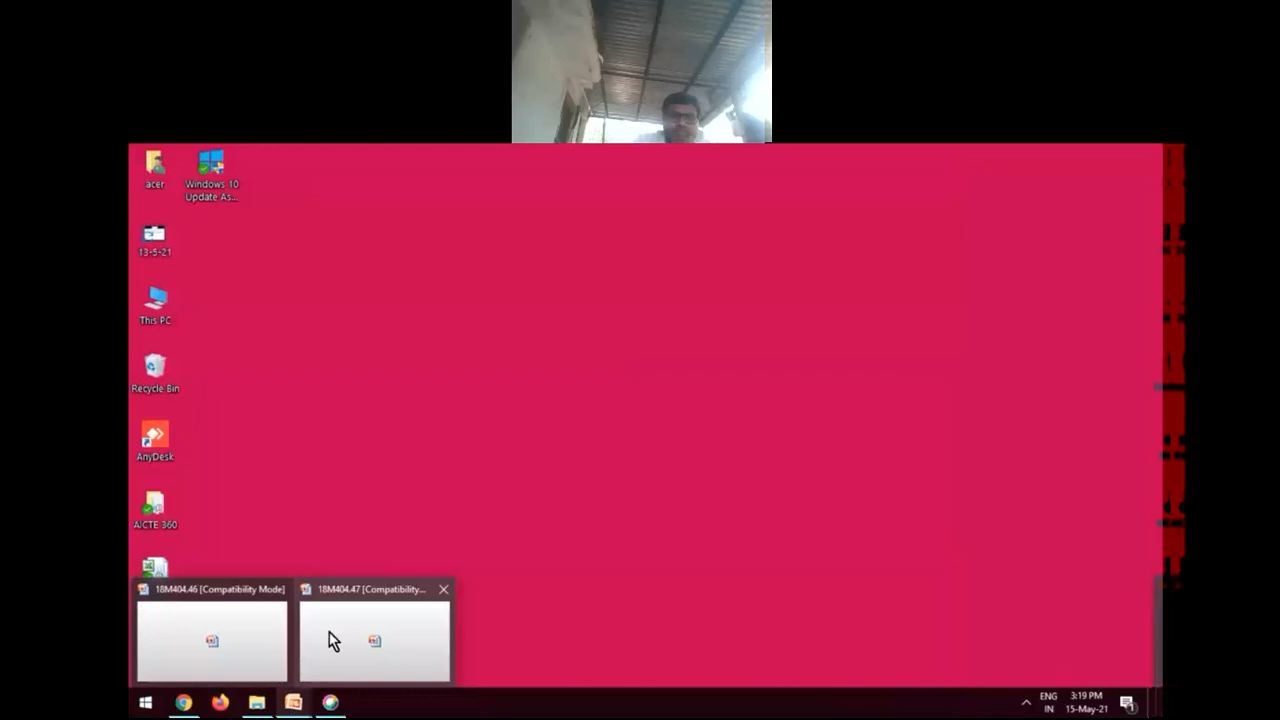 acer
Windows 10
Update As...
13-5-21
This PC
Recycle Bin
AnyDesk
AICTE 360
18M404.46 [Compatibility Mode]
18M404.47 [Compatibility...
ENG
IN
3:19 PM
15-May-21
1